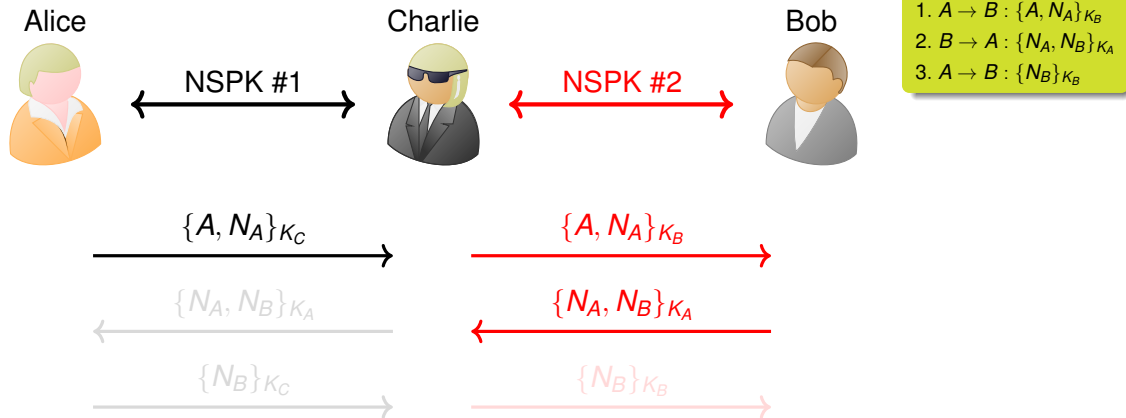 Alice Charlie Bob
1. A → B : {A, N_A}_{K_B}
2. B → A : {N_A, N_B}_{K_A}
3. A → B : {N_B}_{K_B}
NSPK #1 NSPK #2
{A, N_A}_{K_C} {A, N_A}_{K_B}
{N_A, N_B}_{K_A} {N_A, N_B}_{K_A}
{N_B}_{K_C} {N_B}_{K_B}